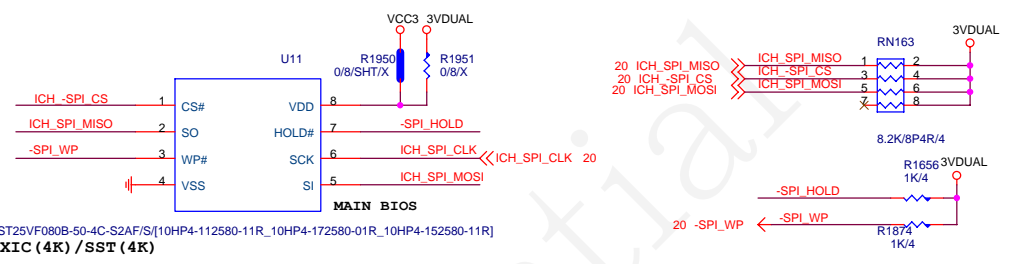 VCC3 3VDUAL
U11
R1950
0/8/SHT/X
R1951
0/8/X
ICH_-SPI_CS 1 CS#
ICH_SPI_MISO 2 SO
-SPI_WP 3 WP#
4 VSS
VDD 8
HOLD# 7 -SPI_HOLD
SCK 6 ICH_SPI_CLK ICH_SPI_CLK 20
SI 5 ICH_SPI_MOSI
MAIN BIOS
ST25VF080B-50-4C-S2AF/S/[10HP4-112580-11R_10HP4-172580-01R_10HP4-152580-11R]
XIC(4K)/SST(4K)
3VDUAL
RN163
20 ICH_SPI_MISO ICH_SPI_MISO 1 2
20 ICH_-SPI_CS ICH_-SPI_CS 3 4
20 ICH_SPI_MOSI ICH_SPI_MOSI 5 6
7 8
8.2K/8P4R/4
R1656
1K/4
3VDUAL
-SPI_HOLD
20 -SPI_WP -SPI_WP
R1874
1K/4